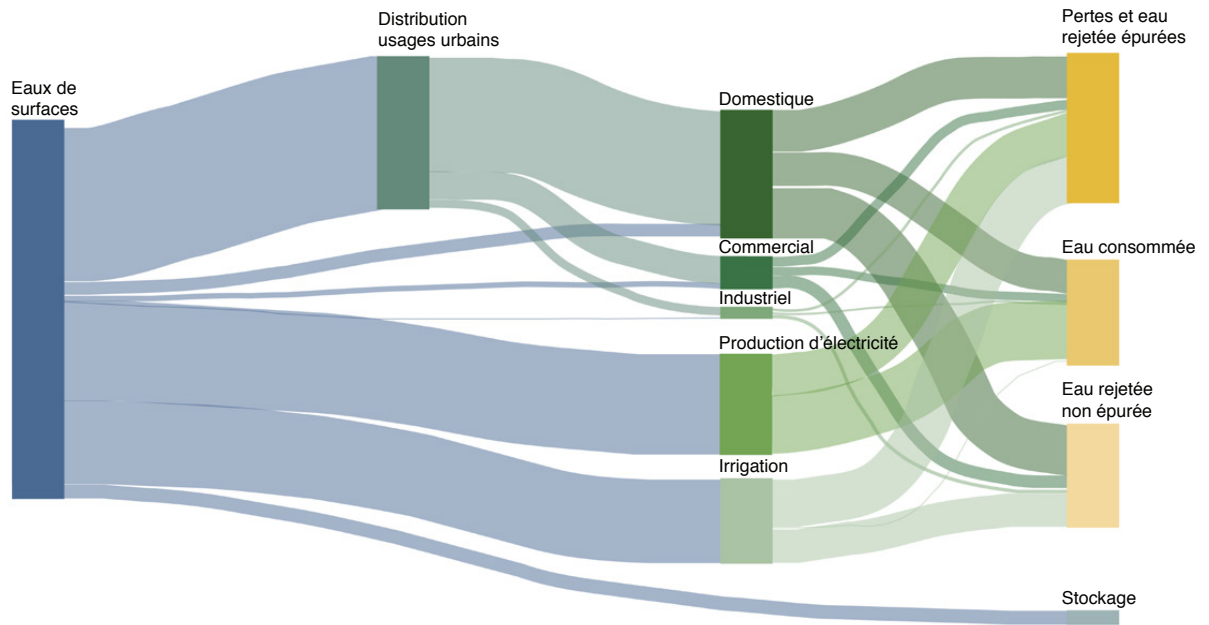 Eaux de
surfaces
Distribution
usages urbains
Domestique
Commercial
Industriel
Production d’électricité
Irrigation
Pertes et eau
rejetée épurées
Eau consommée
Eau rejetée
non épurée
Stockage